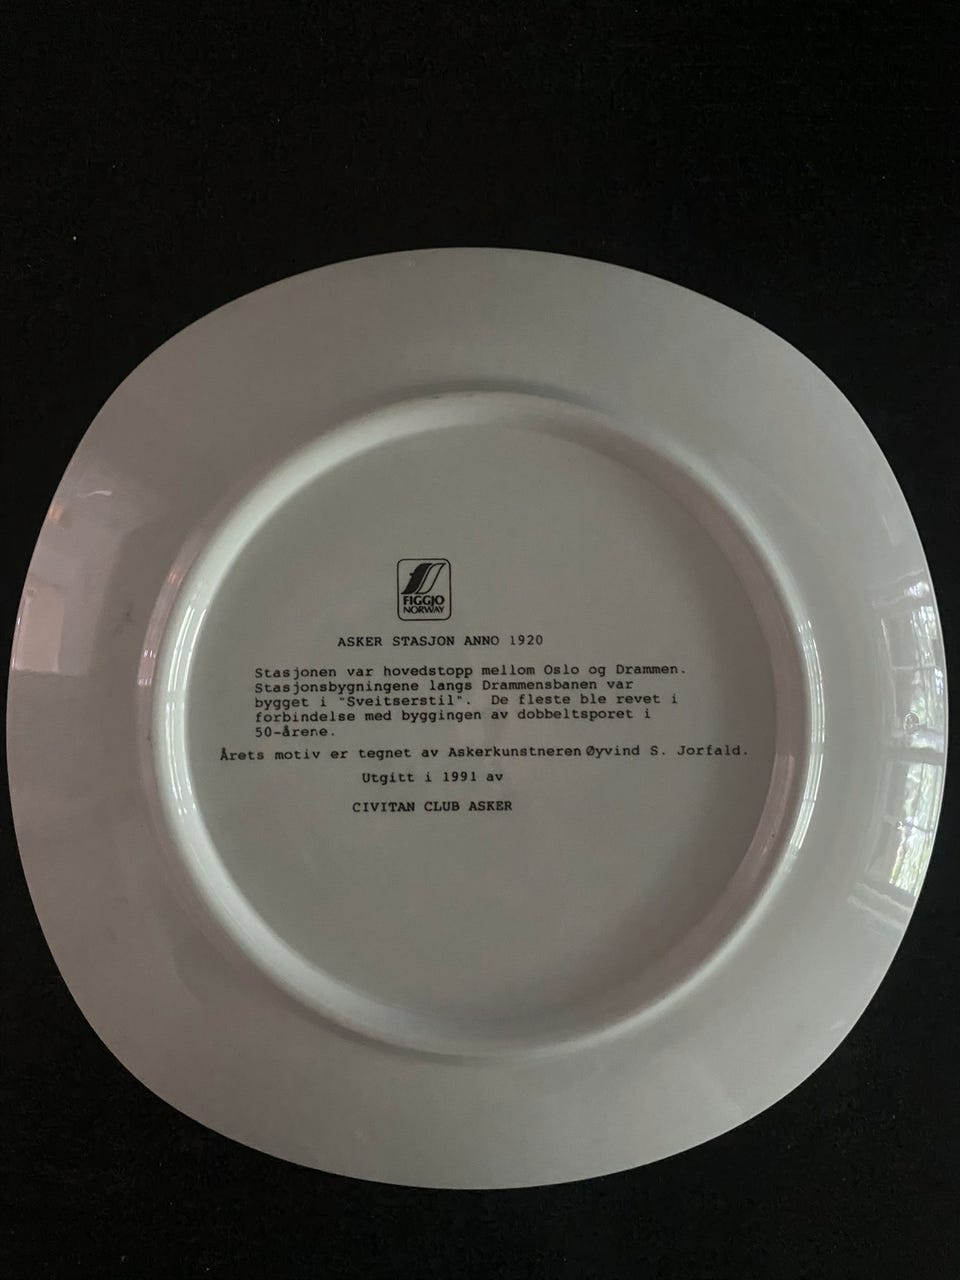 FIGGJO
NORWAY
ASKER STASJON ANNO 1920
Stasjonen var hovedstopp mellom Oslo og Drammen.
Stasjonsbygningene langs Drammensbanen var
bygget i "Sveitserstil". De fleste ble revet i
forbindelse med byggingen av dobbeltsporet i
50-årene.
Årets motiv er tegnet av Askerkunstneren Øyvind S. Jorfald.
Utgitt i 1991 av
CIVITAN CLUB ASKER